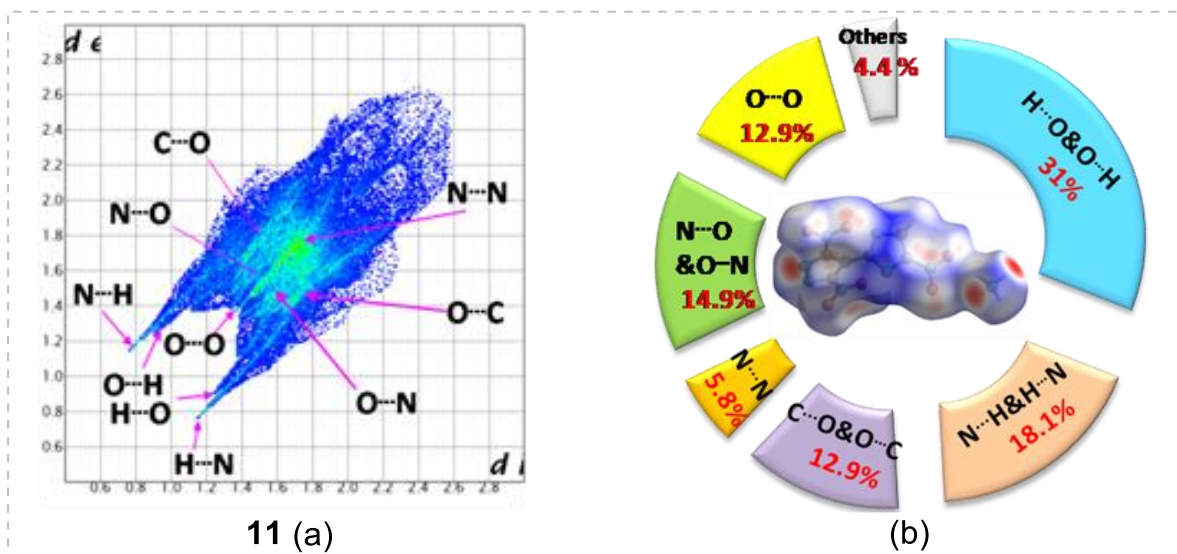 d e
2.8
2.6
2.4
2.2
2.0
1.8
1.6
1.4
1.2
1.0
0.8
0.6
C···O
N···O
N···H
O···O
O···H
H···O
H···N
N···N
O···C
O···N
d i
0.6 0.8 1.0 1.2 1.4 1.6 1.8 2.0 2.2 2.4 2.6 2.8
11 (a)
Others
4.4 %
H···O&O···H
31%
N···H&H···N
18.1%
C···O&O···C
12.9%
N···N
5.8%
N···O
&O–N
14.9%
O···O
12.9%
(b)